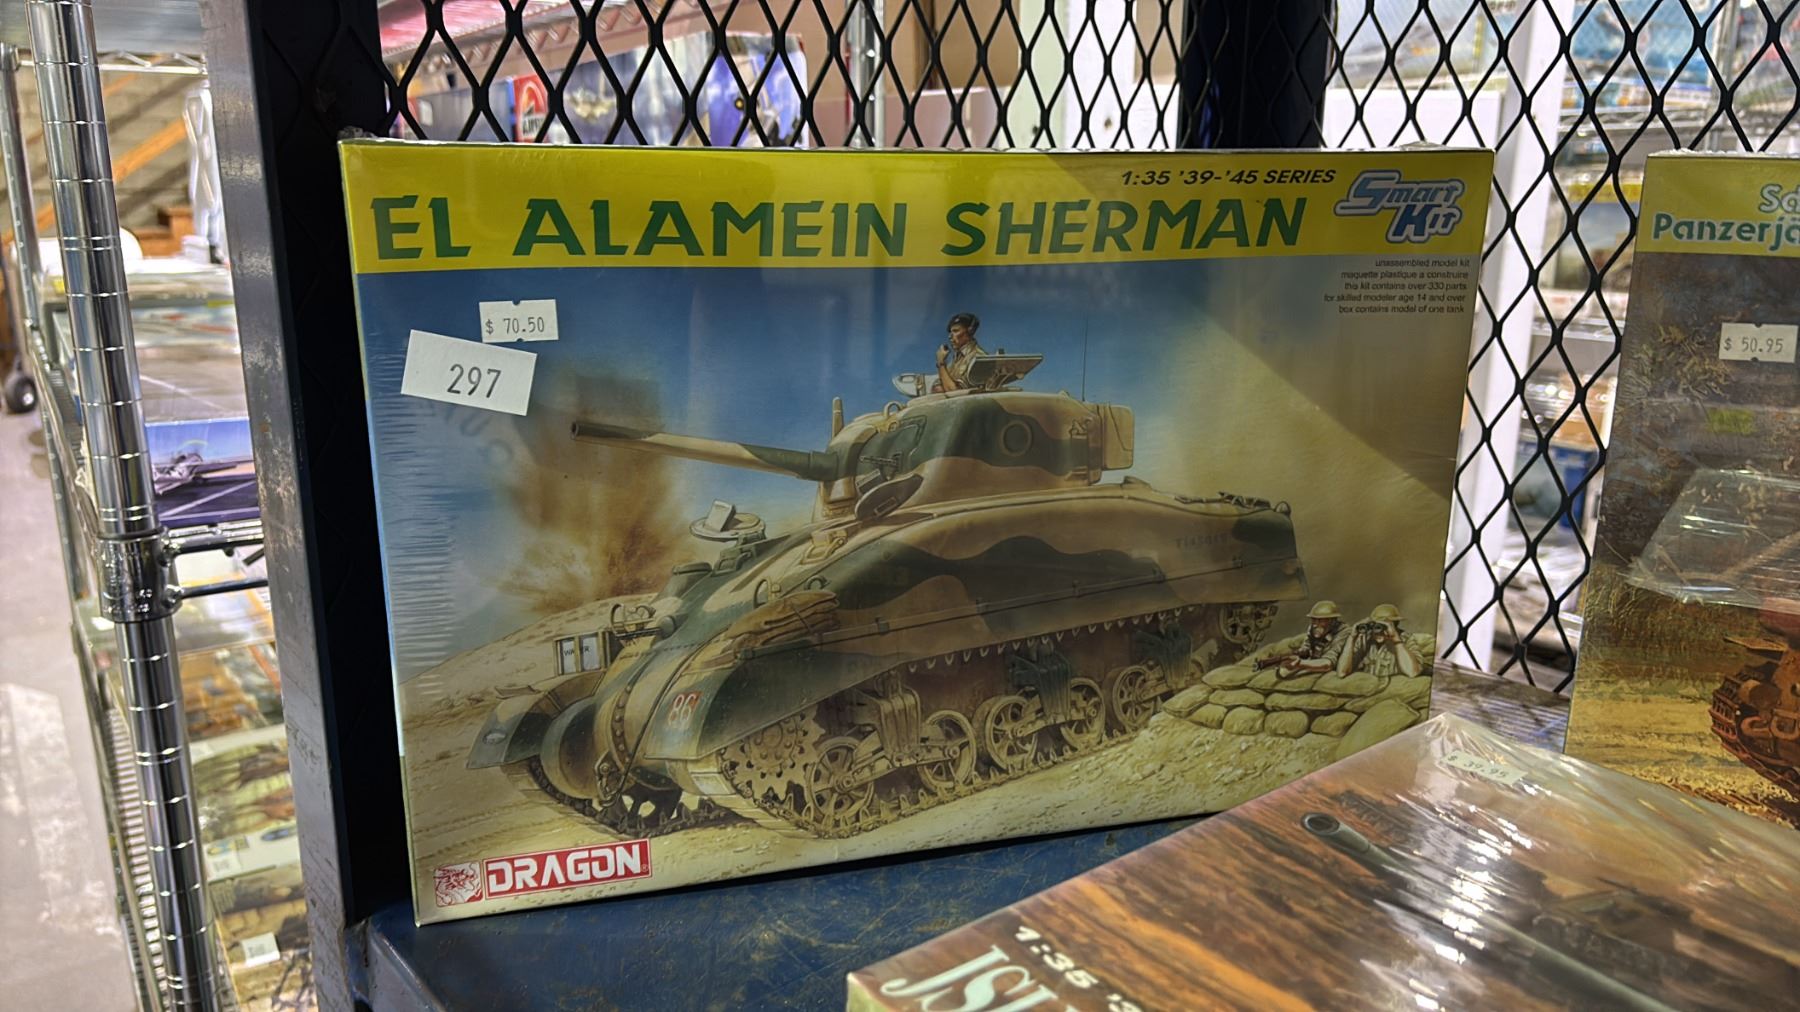 1:35 '39-'45 SERIES
EL ALAMEIN SHERMAN
Smart Kit
unassembled model kit
maquette plastique a construire
this kit contains over 330 parts
for skilled modeler age 14 and over
box contains model of one tank
$ 70.50
297
WATER
86
DRAGON
Panzerjä
$ 50.95
$ 39.95
1:35